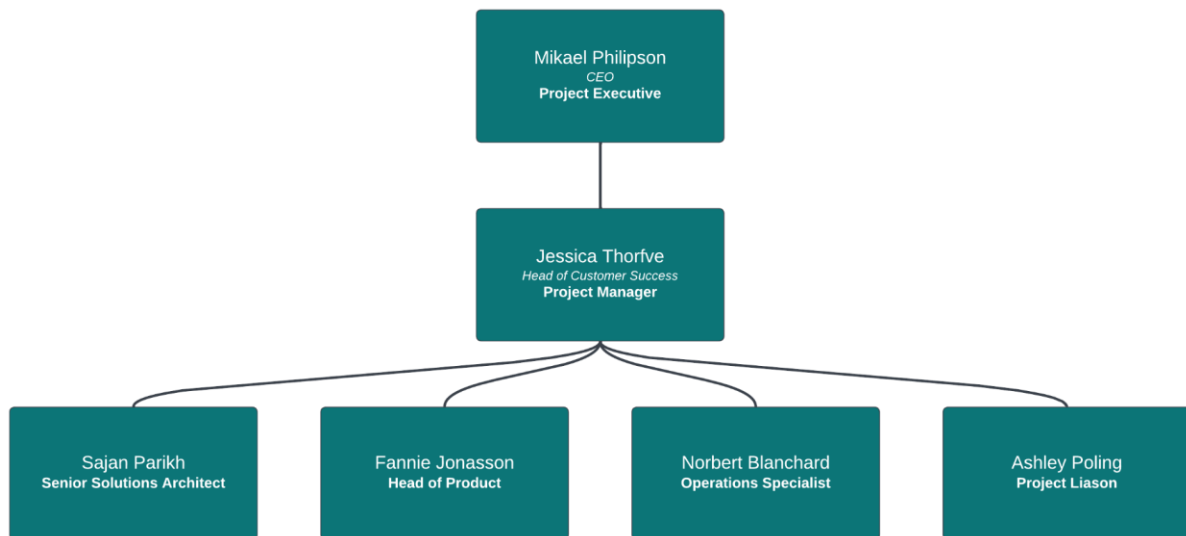 Mikael Philipson
CEO
Project Executive
Jessica Thorfve
Head of Customer Success
Project Manager
Sajan Parikh
Senior Solutions Architect
Fannie Jonasson
Head of Product
Norbert Blanchard
Operations Specialist
Ashley Poling
Project Liason